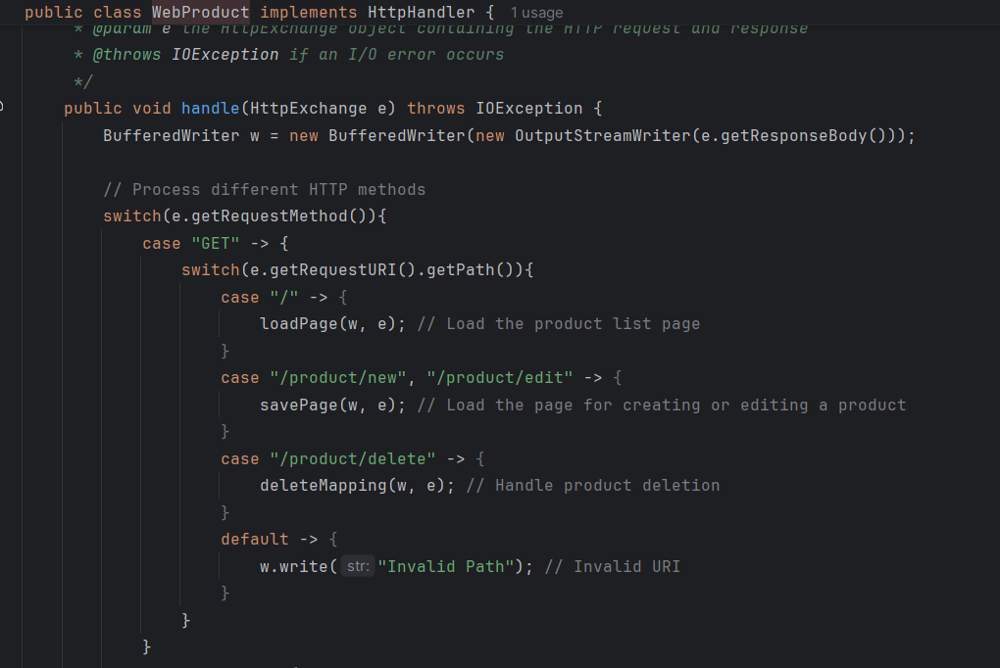 public class WebProduct implements HttpHandler { 1 usage
* @param e the HttpExchange object containing the HTTP request and response
* @throws IOException if an I/O error occurs
*/
public void handle(HttpExchange e) throws IOException {
BufferedWriter w = new BufferedWriter(new OutputStreamWriter(e.getResponseBody()));
// Process different HTTP methods
switch(e.getRequestMethod()){
case "GET" -> {
switch(e.getRequestURI().getPath()){
case "/" -> {
loadPage(w, e); // Load the product list page
}
case "/product/new", "/product/edit" -> {
savePage(w, e); // Load the page for creating or editing a product
}
case "/product/delete" -> {
deleteMapping(w, e); // Handle product deletion
}
default -> {
w.write( str: "Invalid Path"); // Invalid URI
}
}
}